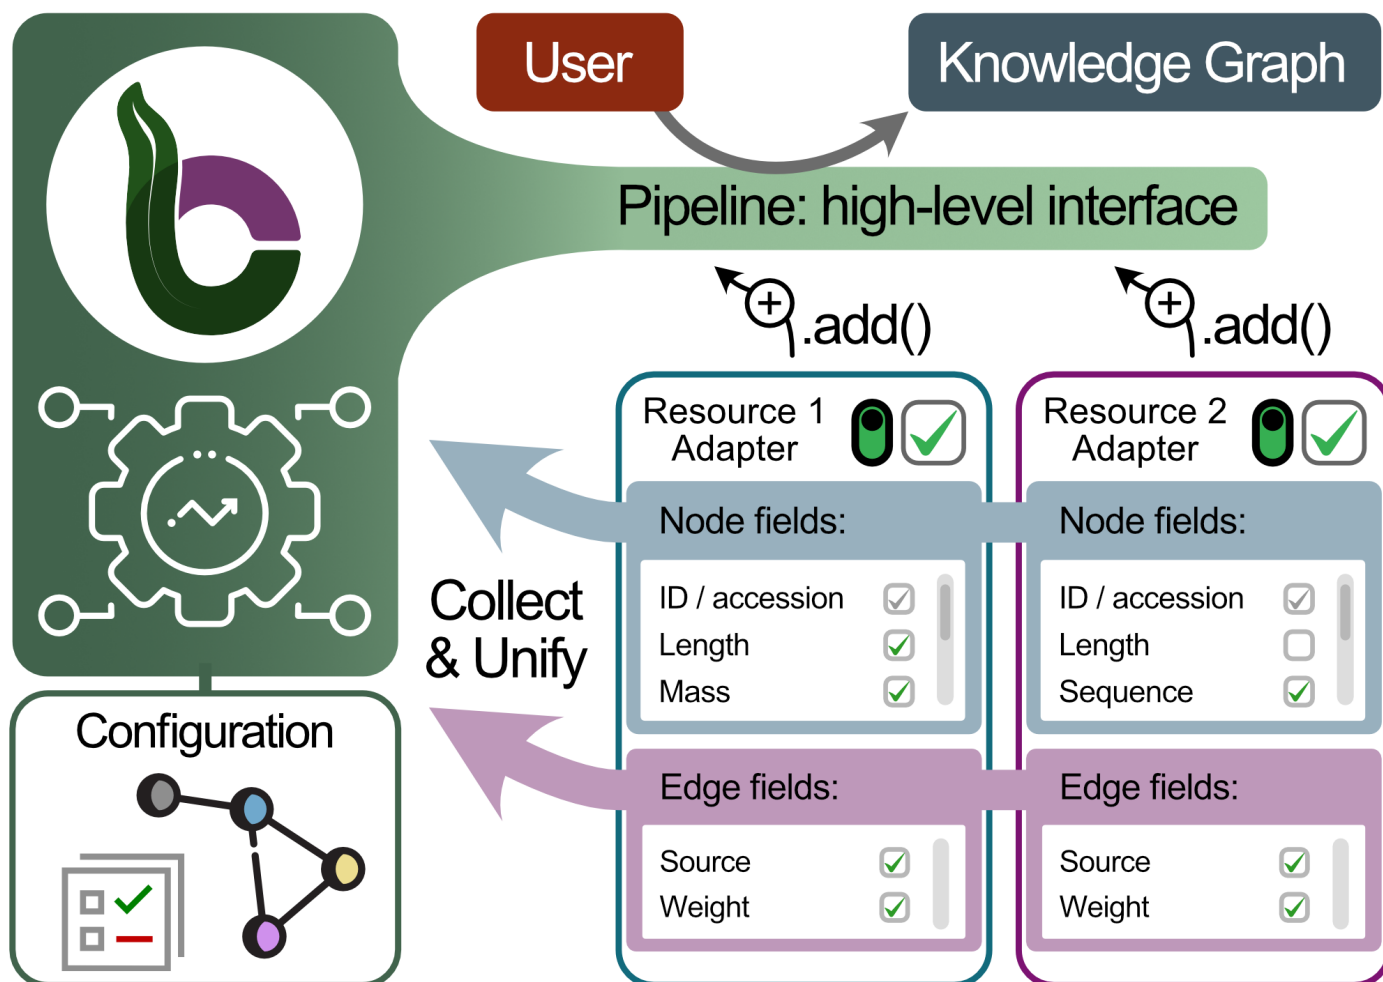 User
Knowledge Graph
Pipeline: high-level interface
.add()
.add()
Resource 1
Adapter
Node fields:
ID / accession
Length
Mass
Edge fields:
Source
Weight
Resource 2
Adapter
Node fields:
ID / accession
Length
Sequence
Edge fields:
Source
Weight
Collect
& Unify
Configuration